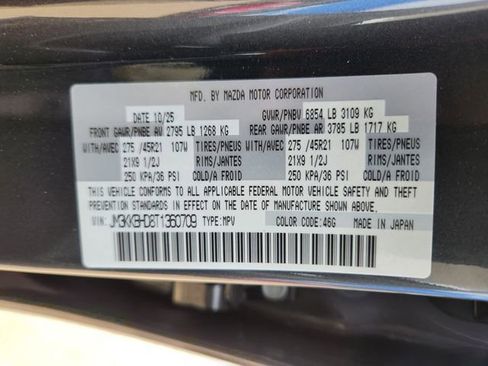 MFD. BY MAZDA MOTOR CORPORATION
DATE 10/25 GVWR/PNBV 6854 LB 3109 KG
FRONT GAWR/PNBE AV 2795 LB 1268 KG REAR GAWR/PNBE AR 3785 LB 1717 KG
WITH/AVEC 275 /45R21 107W TIRES/PNEUS WITH/AVEC 275 /45R21 107W TIRES/PNEUS
21X9 1/2J RIMS/JANTES 21X9 1/2J RIMS/JANTES
250 KPA/36 PSI COLD/A FROID 250 KPA/36 PSI COLD/A FROID
THIS VEHICLE CONFORMS TO ALL APPLICABLE FEDERAL MOTOR VEHICLE SAFETY AND THEFT
PREVENTION STANDARDS IN EFFECT ON THE DATE OF MANUFACTURE SHOWN ABOVE.
VIN: JM3KKBHD8T1360709 TYPE:MPV COLOR CODE:46G MADE IN JAPAN